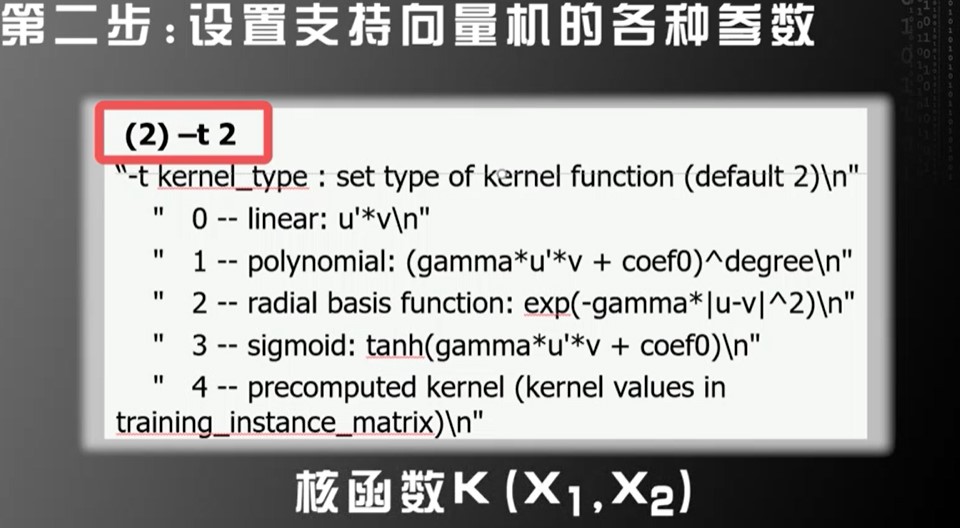 第二步:设置支持向量机的各种参数
(2) –t 2
"-t kernel_type : set type of kernel function (default 2)\n"
" 0 -- linear: u'*v\n"
" 1 -- polynomial: (gamma*u'*v + coef0)^degree\n"
" 2 -- radial basis function: exp(-gamma*|u-v|^2)\n"
" 3 -- sigmoid: tanh(gamma*u'*v + coef0)\n"
" 4 -- precomputed kernel (kernel values in
training_instance_matrix)\n"
核函数K (X₁,X₂)